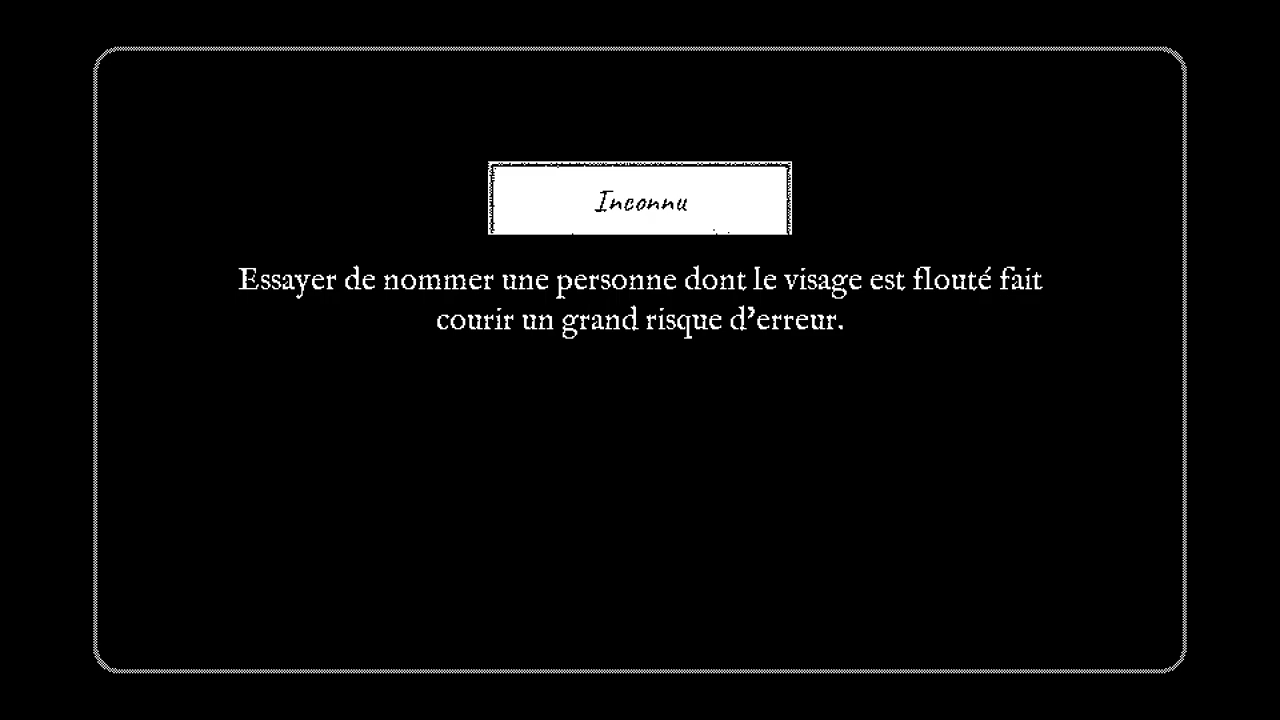 Inconnu
Essayer de nommer une personne dont le visage est flouté fait
courir un grand risque d’erreur.